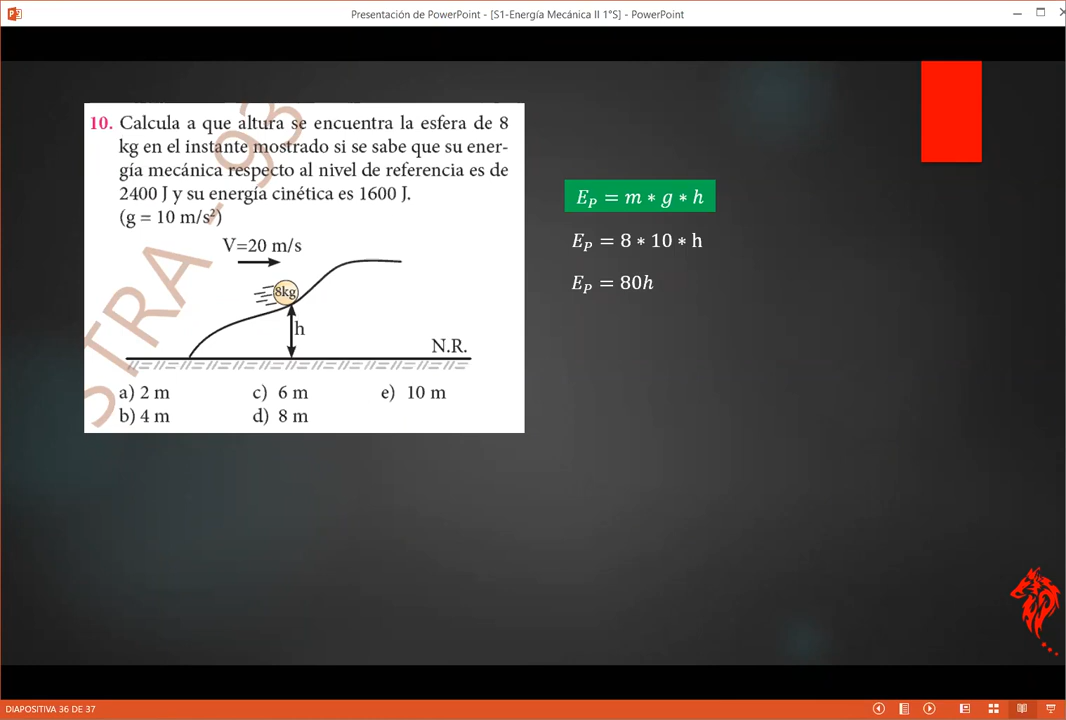 Presentación de PowerPoint - [S1-Energía Mecánica II 1°S] - PowerPoint
10. Calcula a que altura se encuentra la esfera de 8
kg en el instante mostrado si se sabe que su ener-
gía mecánica respecto al nivel de referencia es de
2400 J y su energía cinética es 1600 J.
(g = 10 m/s²)
V=20 m/s
8kg
h
N.R.
a) 2 m
c) 6 m
e) 10 m
b) 4 m
d) 8 m
STRA - 93
E_P = m * g * h
E_P = 8 * 10 * h
E_P = 80h
DIAPOSITIVA 36 DE 37